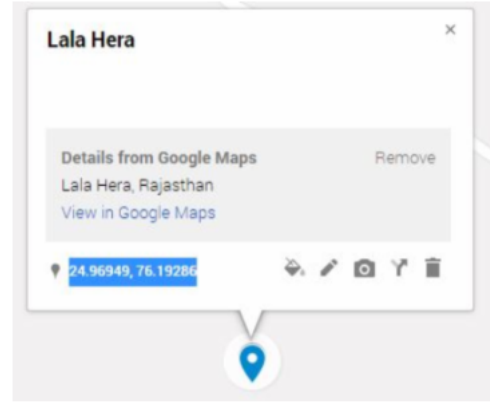 Lala Hera
×
Details from Google Maps Remove
Lala Hera, Rajasthan
View in Google Maps
24.96949, 76.19286